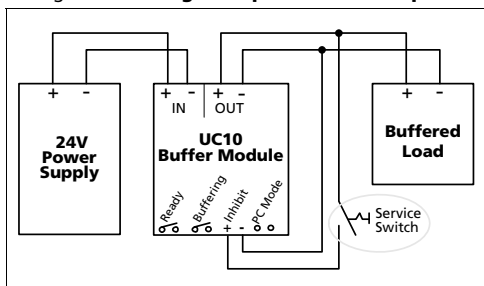 + - + - + - + -
IN OUT
24V
Power
Supply
UC10
Buffer Module
Ready Buffering Inhibit PC Mode
+ -
Buffered
Load
Service
Switch